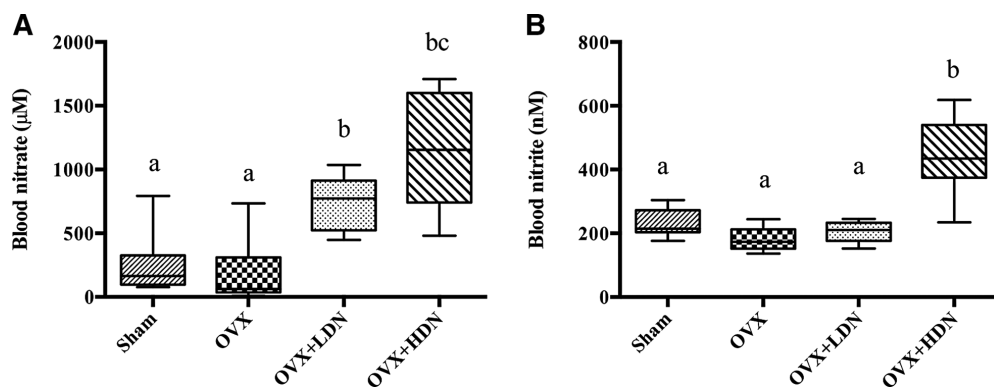 A
Blood nitrate (μM)
2000
1500
1000
500
0
a
a
b
bc
Sham
OVX
OVX+LDN
OVX+HDN
B
Blood nitrite (nM)
800
600
400
200
0
a
a
a
b
Sham
OVX
OVX+LDN
OVX+HDN